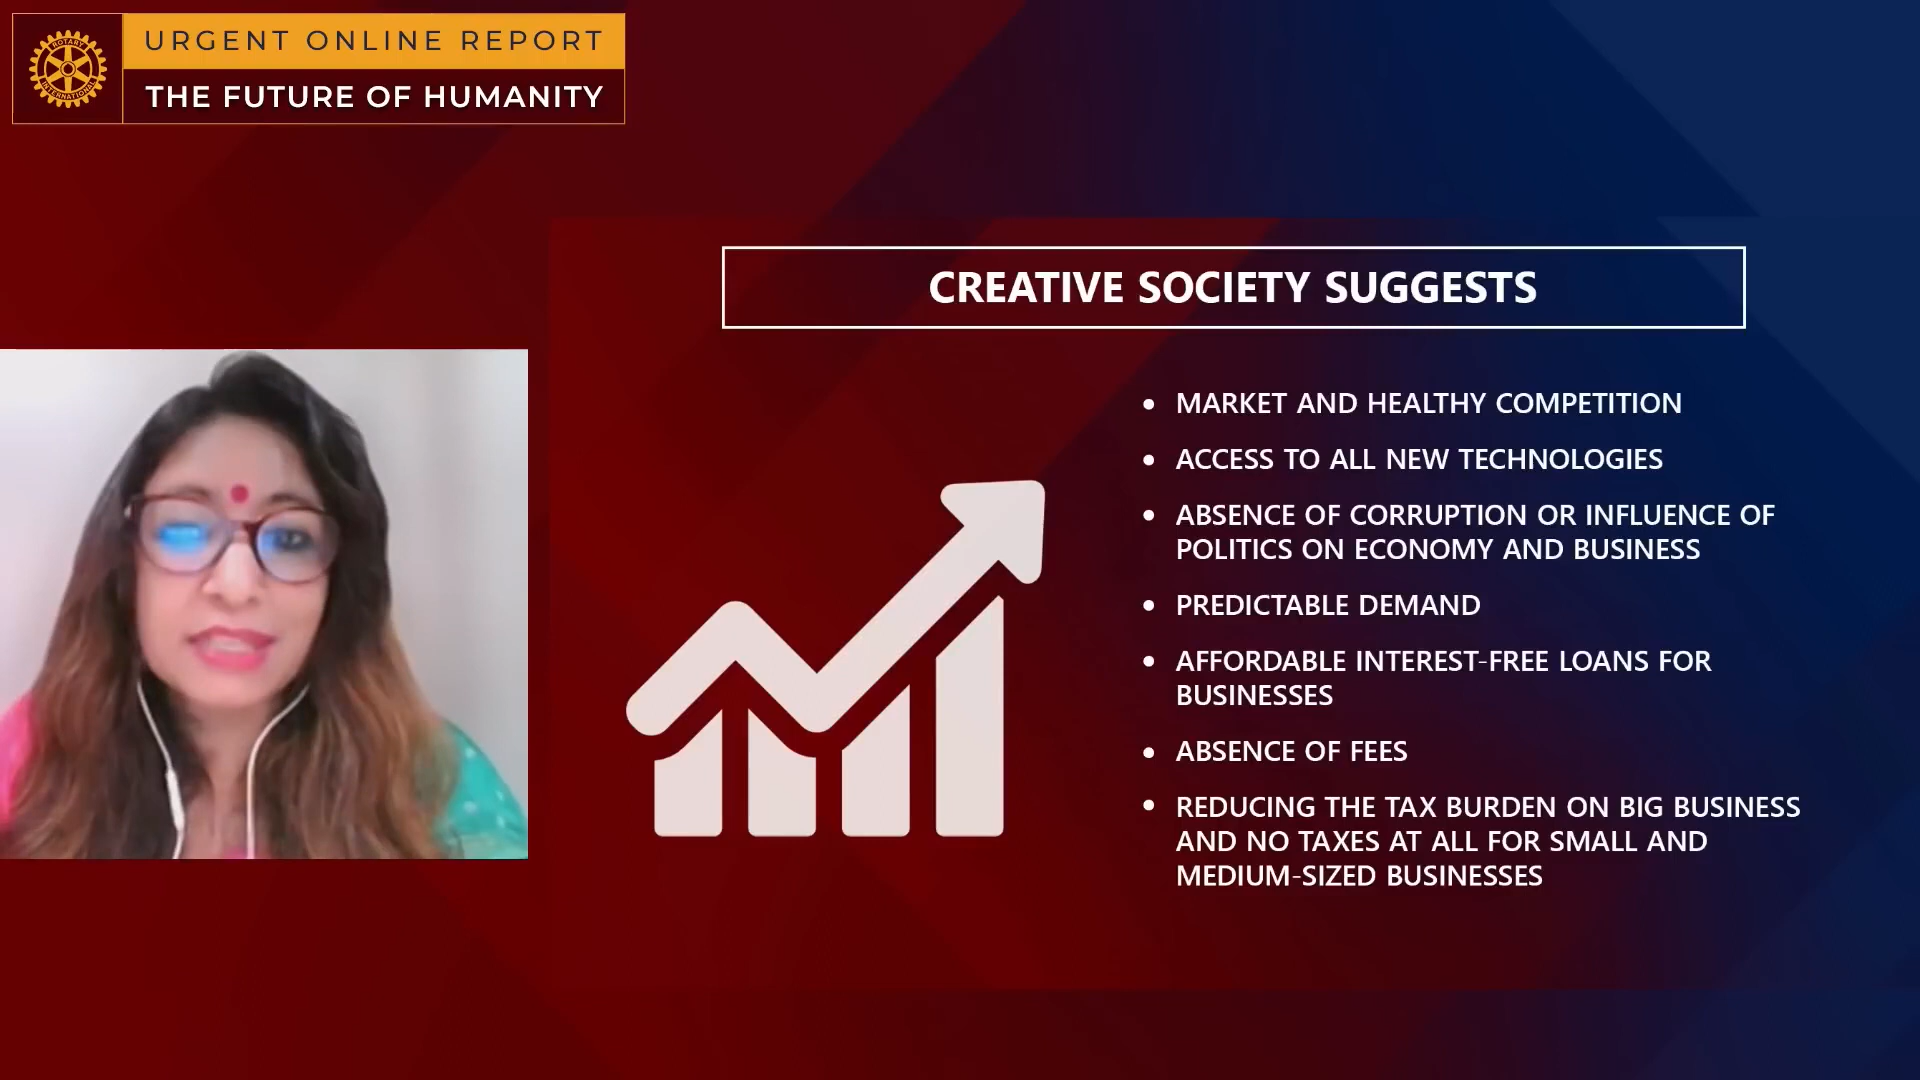 ROTARY
INTERNATIONAL
URGENT ONLINE REPORT
THE FUTURE OF HUMANITY
CREATIVE SOCIETY SUGGESTS
• MARKET AND HEALTHY COMPETITION
• ACCESS TO ALL NEW TECHNOLOGIES
• ABSENCE OF CORRUPTION OR INFLUENCE OF
POLITICS ON ECONOMY AND BUSINESS
• PREDICTABLE DEMAND
• AFFORDABLE INTEREST-FREE LOANS FOR
BUSINESSES
• ABSENCE OF FEES
• REDUCING THE TAX BURDEN ON BIG BUSINESS
AND NO TAXES AT ALL FOR SMALL AND
MEDIUM-SIZED BUSINESSES